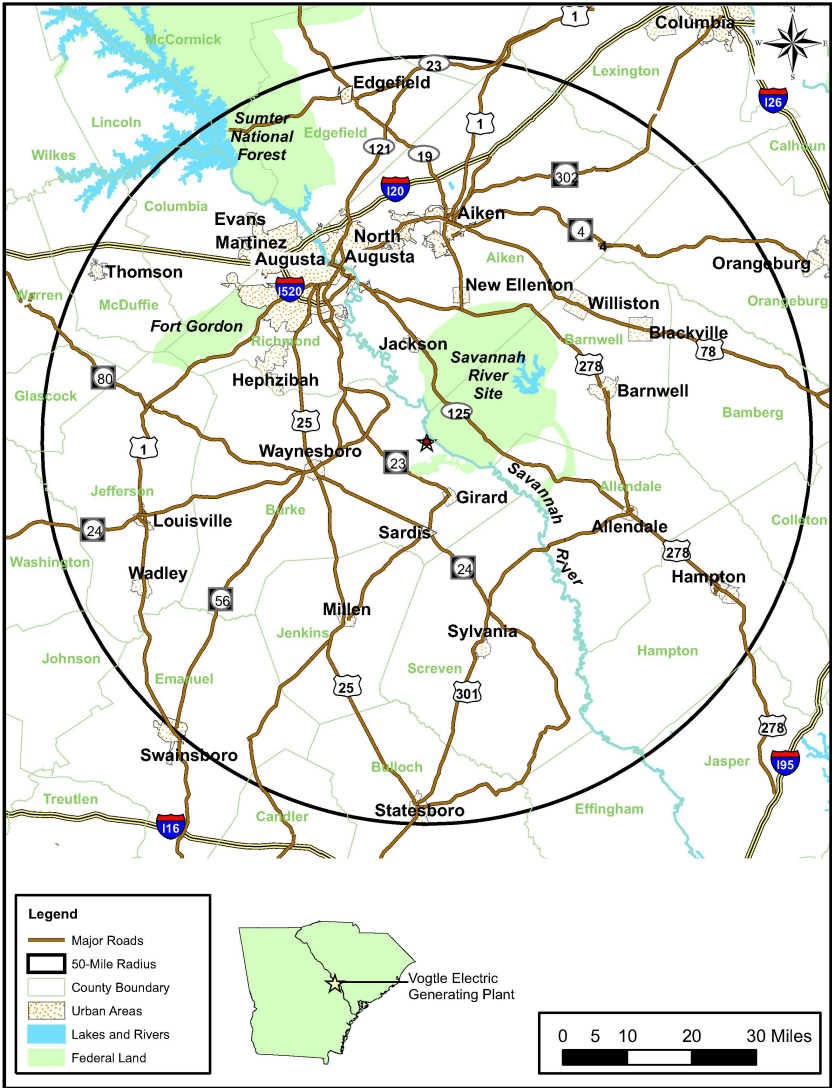 1
Columbia
N
W
E
S
McCormick
23
Edgefield
Lexington
I26
Lincoln
Sumter
National
Forest
Edgefield
1
121
19
Calhoun
Wilkes
302
I20
Columbia
Evans
Aiken
Martinez
North
4
4
Augusta
Augusta
Aiken
Orangeburg
Thomson
New Ellenton
I520
Warren
McDuffie
Williston
Orangeburg
Fort Gordon
Richmond
Jackson
Barnwell
Blackville
Savannah
River
Site
78
278
80
Hephzibah
Barnwell
Glascock
125
Bamberg
25
1
Waynesboro
23
Savannah
River
Jefferson
Girard
Allendale
Burke
Louisville
Colleton
24
Sardis
Allendale
Washington
278
Wadley
24
Hampton
56
Millen
Jenkins
Sylvania
Johnson
Hampton
Emanuel
Screven
25
301
278
Swainsboro
Bulloch
Jasper
I95
Treutlen
Statesboro
Effingham
Candler
I16
Legend
Major Roads
50-Mile Radius
County Boundary
Urban Areas
Lakes and Rivers
Federal Land
Vogtle Electric
Generating Plant
0 5 10 20 30 Miles